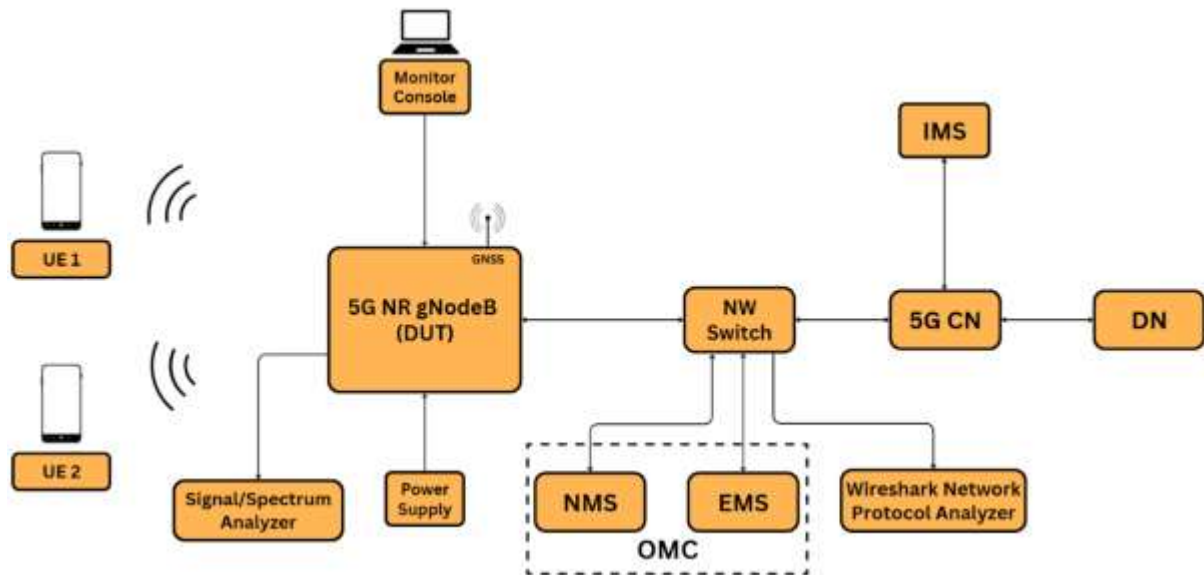 Monitor
Console
IMS
UE 1
GNSS
5G NR gNodeB
(DUT)
NW
Switch
5G CN
DN
UE 2
Signal/Spectrum
Analyzer
Power
Supply
NMS
EMS
Wireshark Network
Protocol Analyzer
OMC